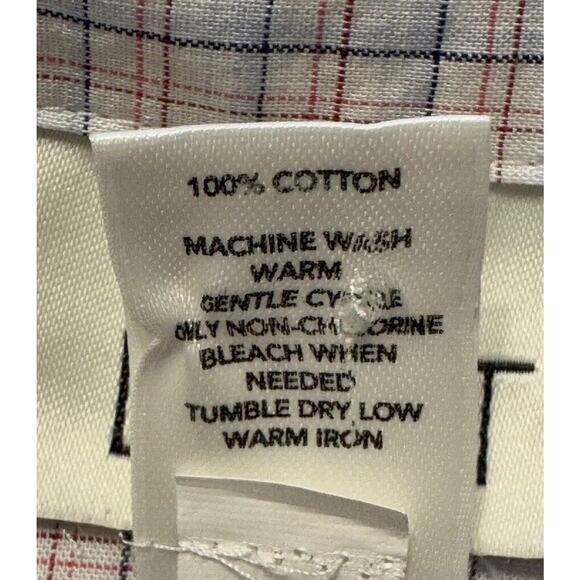 100% COTTON
MACHINE WASH
WARM
GENTLE CYCLE
ONLY NON-CHLORINE
BLEACH WHEN
NEEDED
TUMBLE DRY LOW
WARM IRON